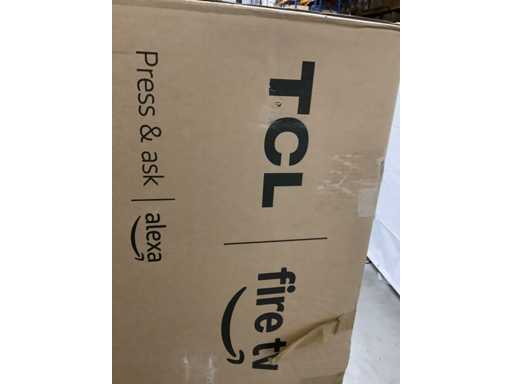 TCL | fire tv
Press & ask | alexa